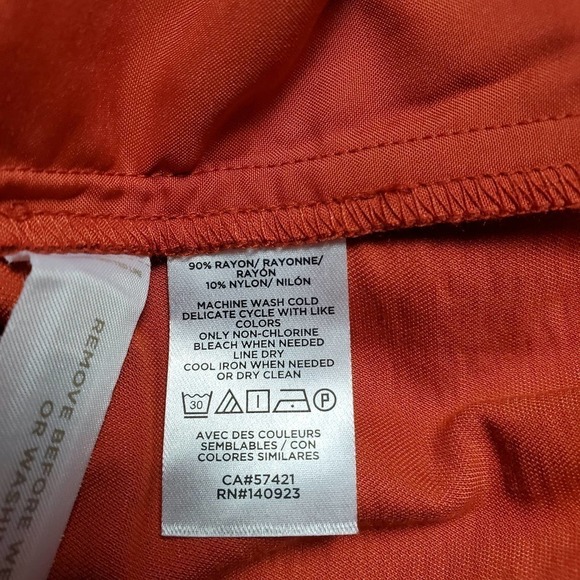 90% RAYON/ RAYONNE/
RAYÓN
10% NYLON/ NILÓN
MACHINE WASH COLD
DELICATE CYCLE WITH LIKE
COLORS
ONLY NON-CHLORINE
BLEACH WHEN NEEDED
LINE DRY
COOL IRON WHEN NEEDED
OR DRY CLEAN
30
P
AVEC DES COULEURS
SEMBLABLES / CON
COLORES SIMILARES
CA#57421
RN#140923
REMOVE BEFORE WE
OR WASHI